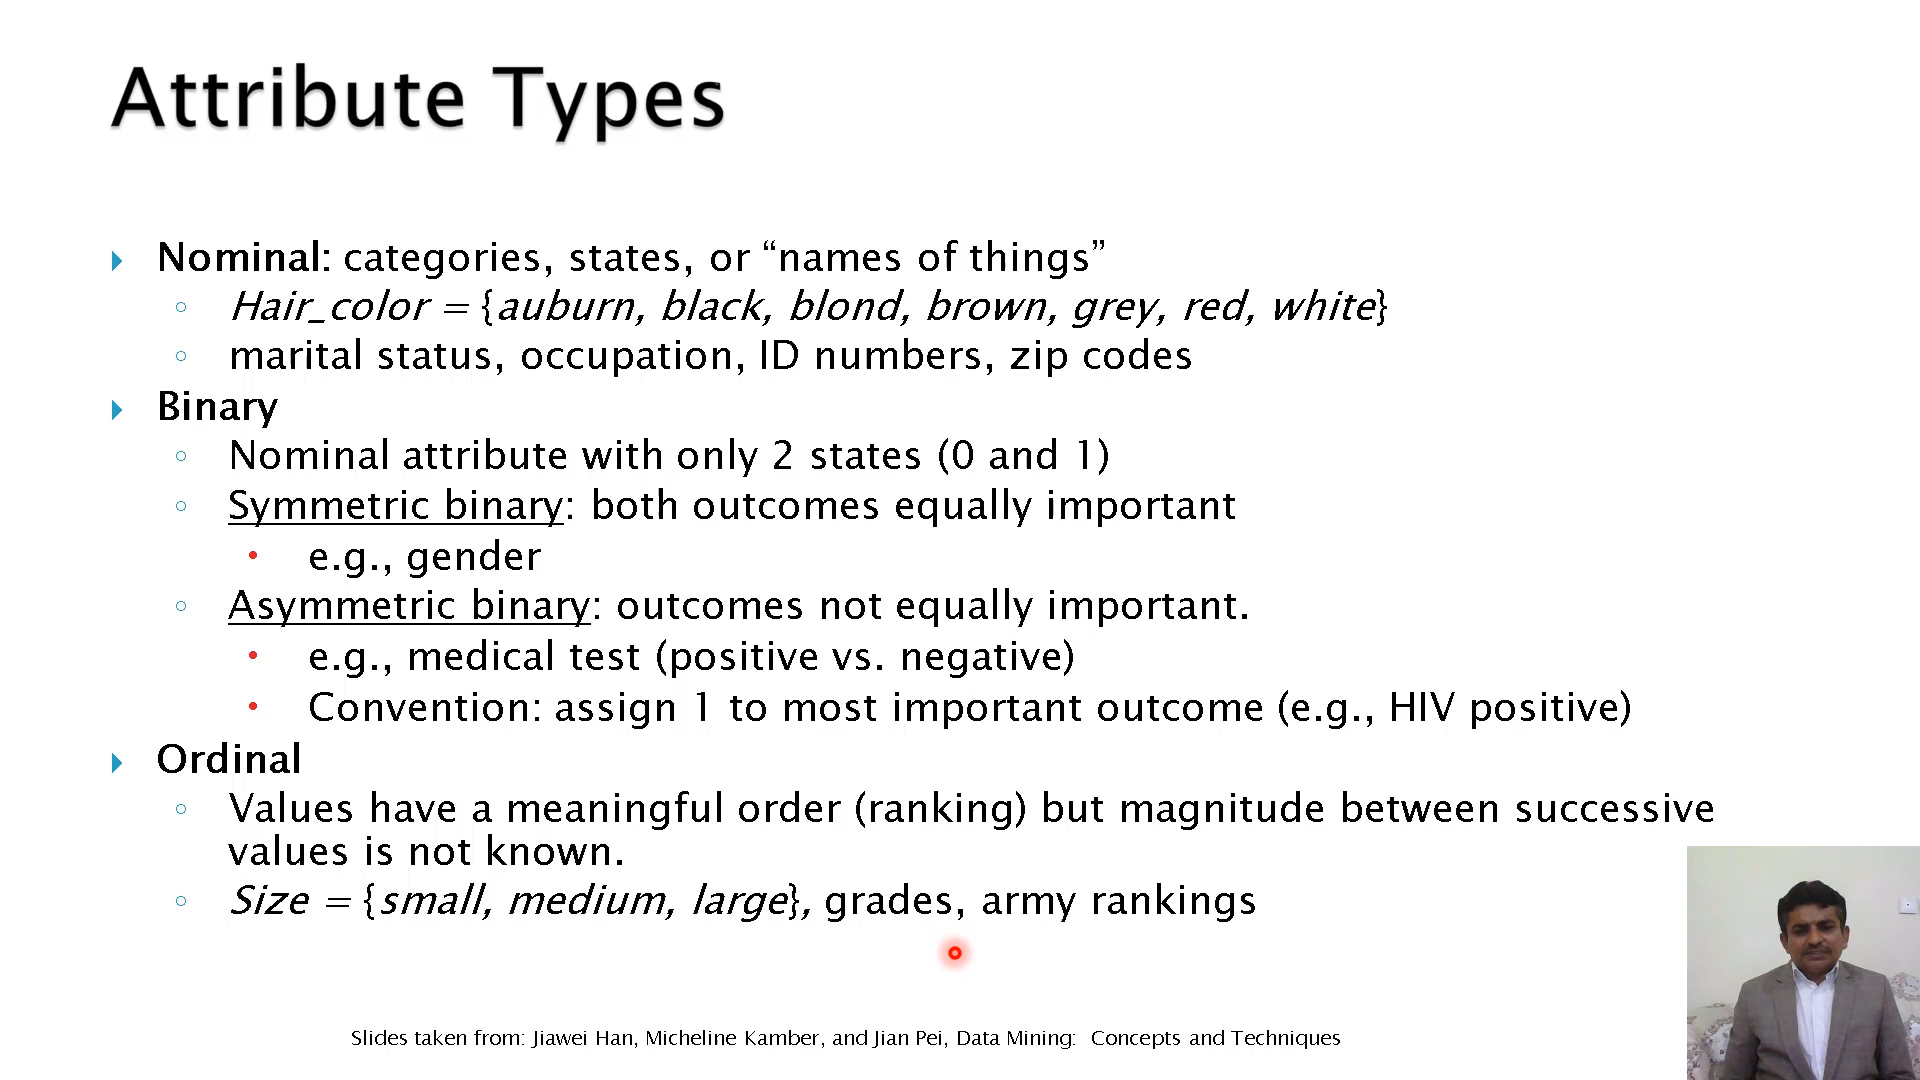 Attribute Types
Nominal: categories, states, or “names of things”
Hair_color = {auburn, black, blond, brown, grey, red, white}
marital status, occupation, ID numbers, zip codes
Binary
Nominal attribute with only 2 states (0 and 1)
Symmetric binary: both outcomes equally important
e.g., gender
Asymmetric binary: outcomes not equally important.
e.g., medical test (positive vs. negative)
Convention: assign 1 to most important outcome (e.g., HIV positive)
Ordinal
Values have a meaningful order (ranking) but magnitude between successive
values is not known.
Size = {small, medium, large}, grades, army rankings
Slides taken from: Jiawei Han, Micheline Kamber, and Jian Pei, Data Mining: Concepts and Techniques